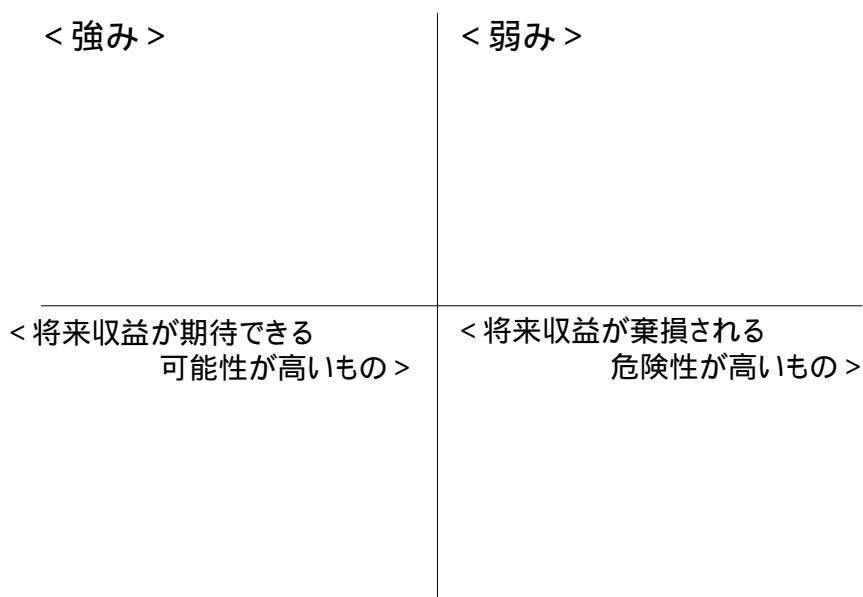 <強み>
<弱み>
<将来収益が期待できる
可能性が高いもの>
<将来収益が棄損される
危険性が高いもの>